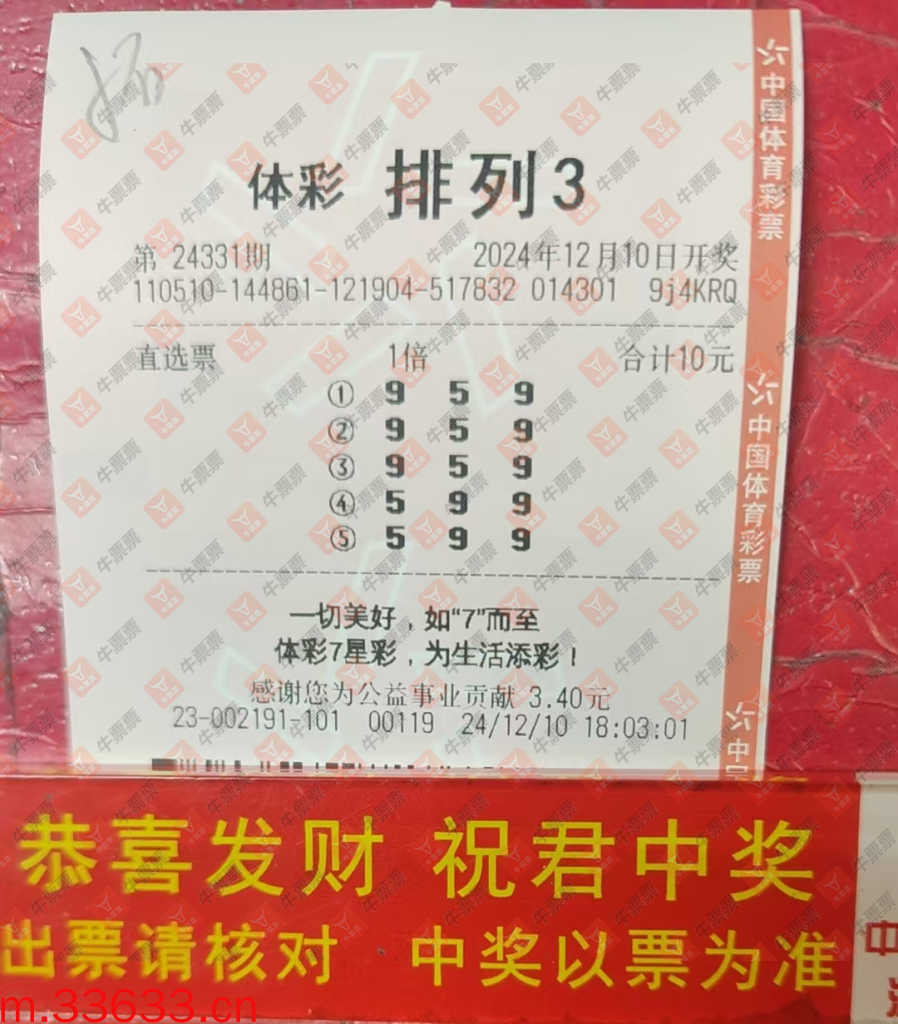 体彩 排列3
第 24331期 2024年12月10日开奖
110510-144861-121904-517832 014301 9j4KRQ
直选票 1倍 合计10元
① 9 5 9
② 9 5 9
③ 9 5 9
④ 5 9 9
⑤ 5 9 9
一切美好，如“7”而至
体彩7星彩，为生活添彩！
感谢您为公益事业贡献 3.40元
23-002191-101 00119 24/12/10 18:03:01
中国体育彩票
中国体育彩票
中
恭喜发财 祝君中奖
出票请核对 中奖以票为准
中
m.33633.cn
牛票票